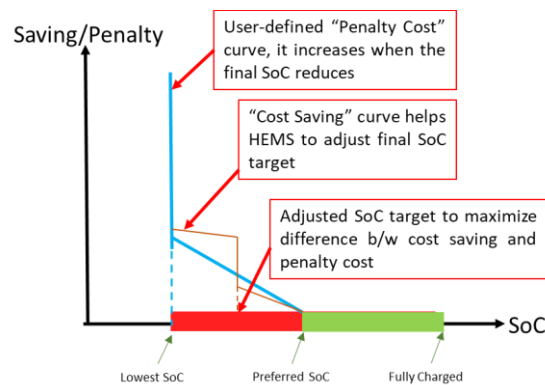 Saving/Penalty
User-defined “Penalty Cost”
curve, it increases when the
final SoC reduces
“Cost Saving” curve helps
HEMS to adjust final SoC
target
Adjusted SoC target to maximize
difference b/w cost saving and
penalty cost
SoC
Lowest SoC
Preferred SoC
Fully Charged